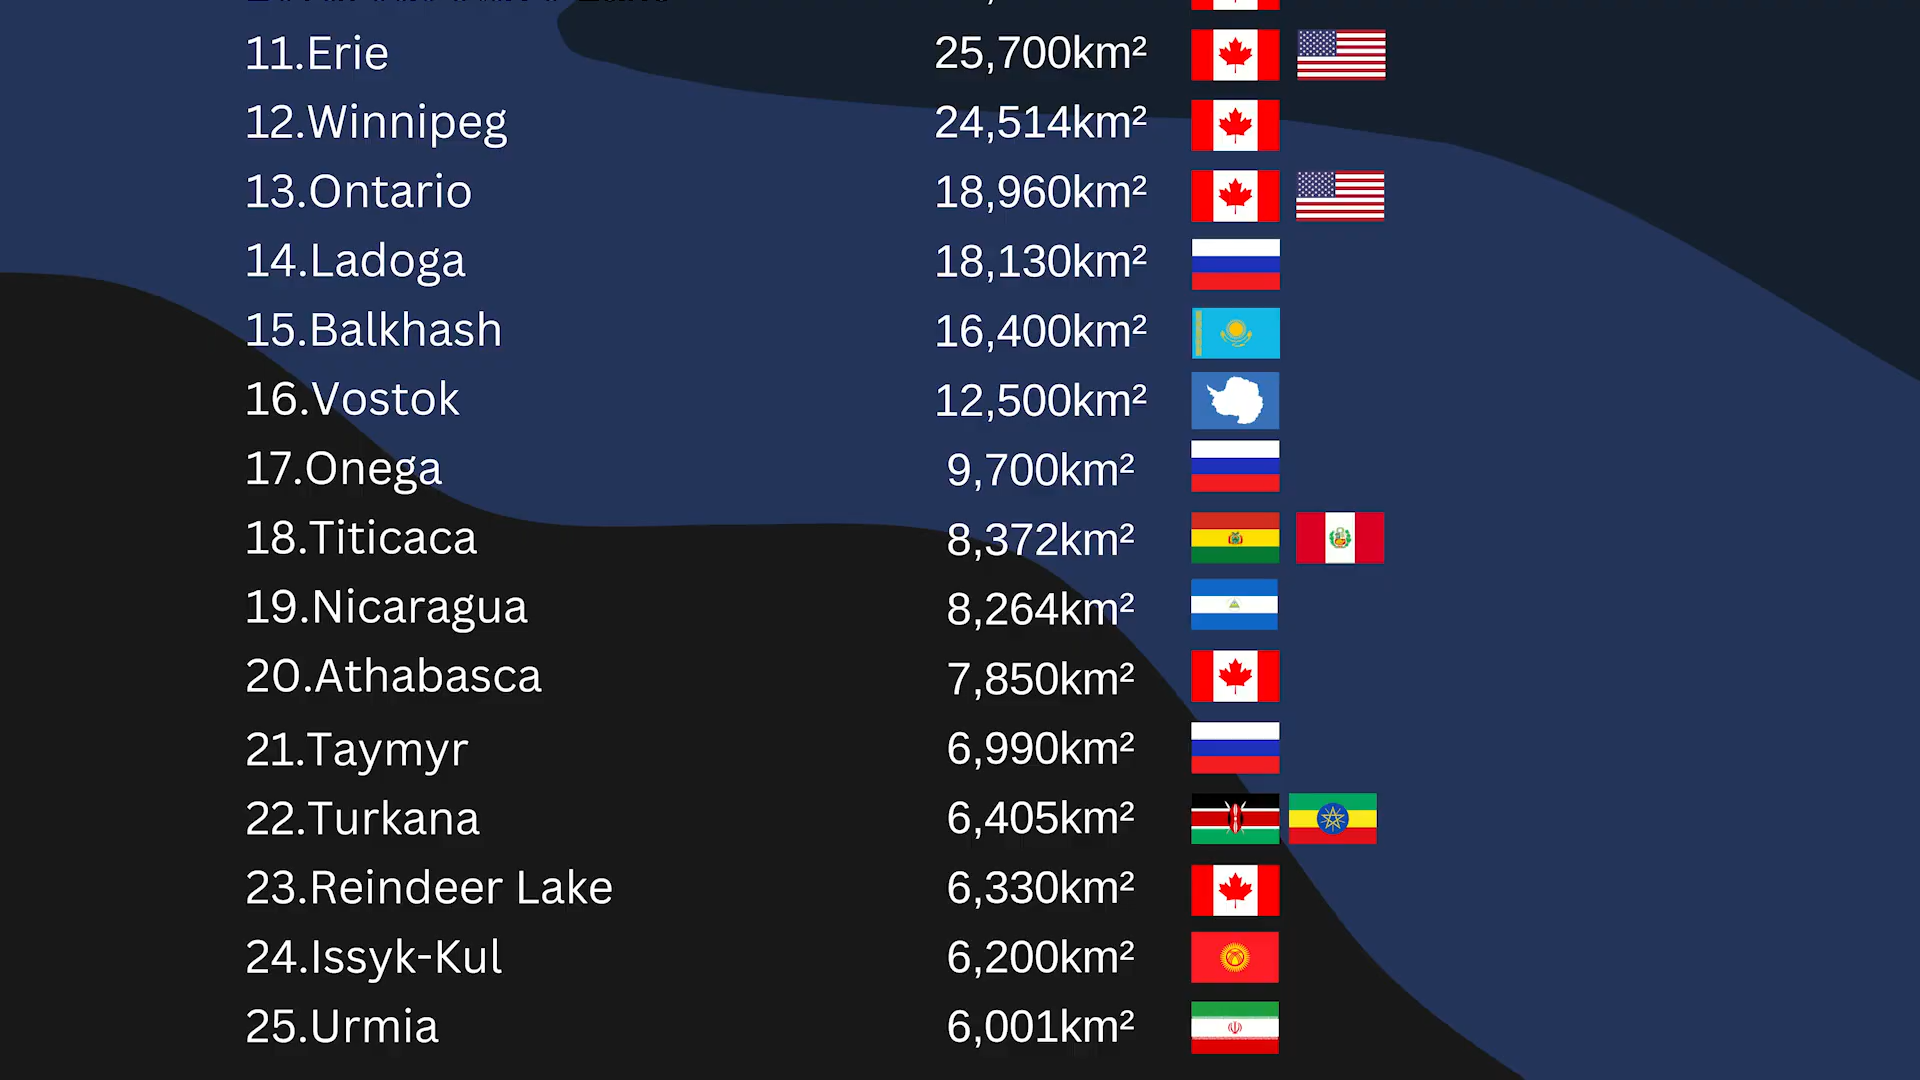 11.Erie 25,700km²
12.Winnipeg 24,514km²
13.Ontario 18,960km²
14.Ladoga 18,130km²
15.Balkhash 16,400km²
16.Vostok 12,500km²
17.Onega 9,700km²
18.Titicaca 8,372km²
19.Nicaragua 8,264km²
20.Athabasca 7,850km²
21.Taymyr 6,990km²
22.Turkana 6,405km²
23.Reindeer Lake 6,330km²
24.Issyk-Kul 6,200km²
25.Urmia 6,001km²